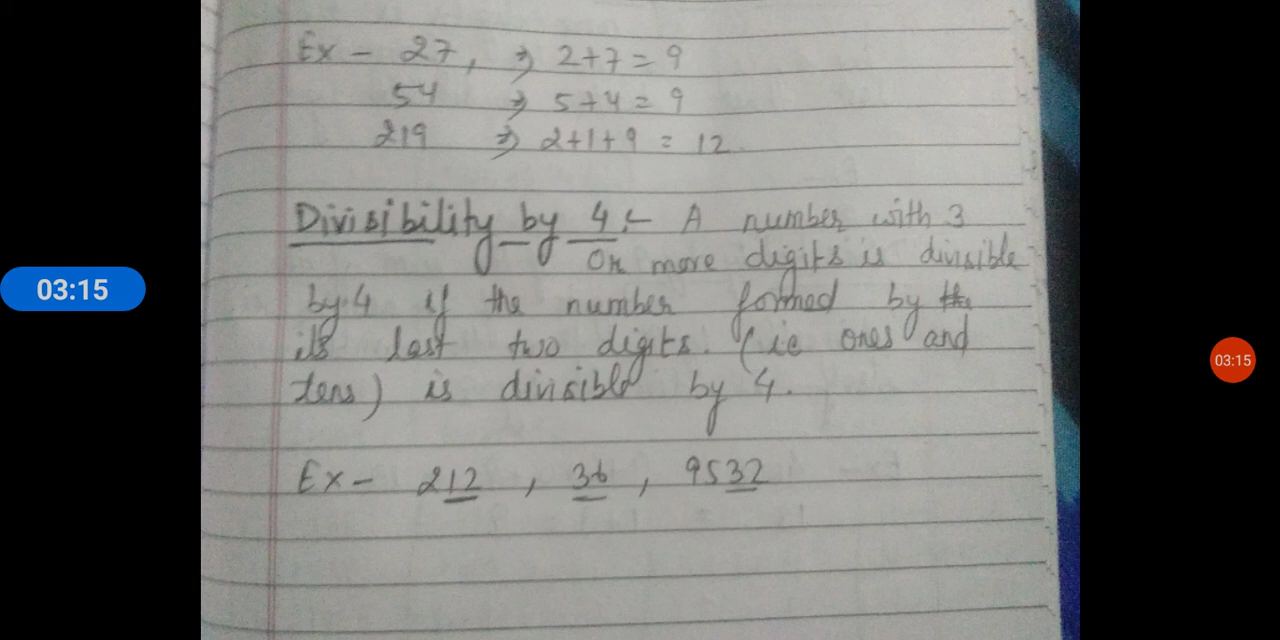 Ex - 27, ⇒ 2+7 = 9
54 ⇒ 5+4 = 9
219 ⇒ 2+1+9 = 12
Divisibility by 4:- A number with 3
or more digits is divisible
03:15
by 4 if the number formed by the
its last two digits. (ie ones and
03:15
tens) is divisible by 4.
Ex - 212, 36, 9532